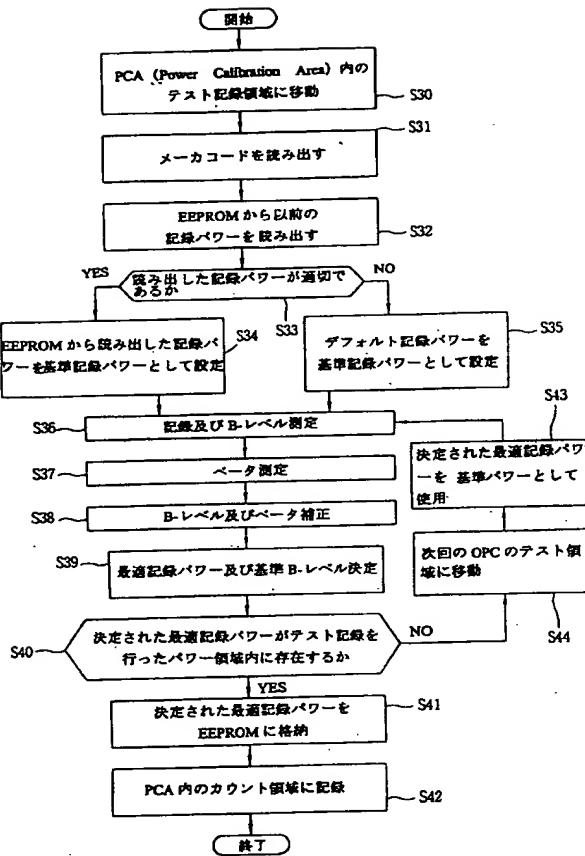 開始
PCA (Power Calibration Area) 内の
テスト記録領域に移動
S30
S31
メーカコードを読み出す
EEPROM から以前の
記録パワーを読み出す
S32
YES
読み出した記録パワーが適切で
あるか
NO
S33
EEPROM から読み出した記録パ
ワーを基準記録パワーとして設定
S34
デフォルト記録パワーを
基準記録パワーとして設定
S35
S36
記録及び B-レベル測定
S43
決定された最適記録パワ
ーを 基準パワーとして
使用
S37
ベータ測定
S38
B-レベル及びベータ補正
S39
最適記録パワー及び基準 B-レベル決定
次回の OPC のテスト領
域に移動
S44
S40
決定された最適記録パワーがテスト記録を
行ったパワー領域内に存在するか
NO
YES
決定された最適記録パワーを
EEPROM に格納
S41
PCA 内のカウント領域に記録
S42
終了